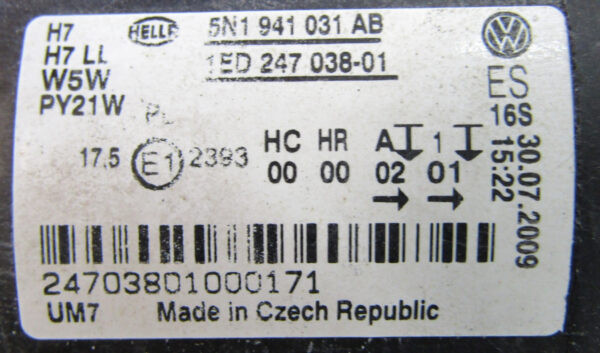 H7
H7 LL
W5W
PY21W
HELLA
5N1 941 031 AB
1ED 247 038-01
VW
ES
16S
30.07.2009
15:22
17,5 E1 2393
HC HR A 1
00 00 02 01
24703801000171
UM7 Made in Czech Republic